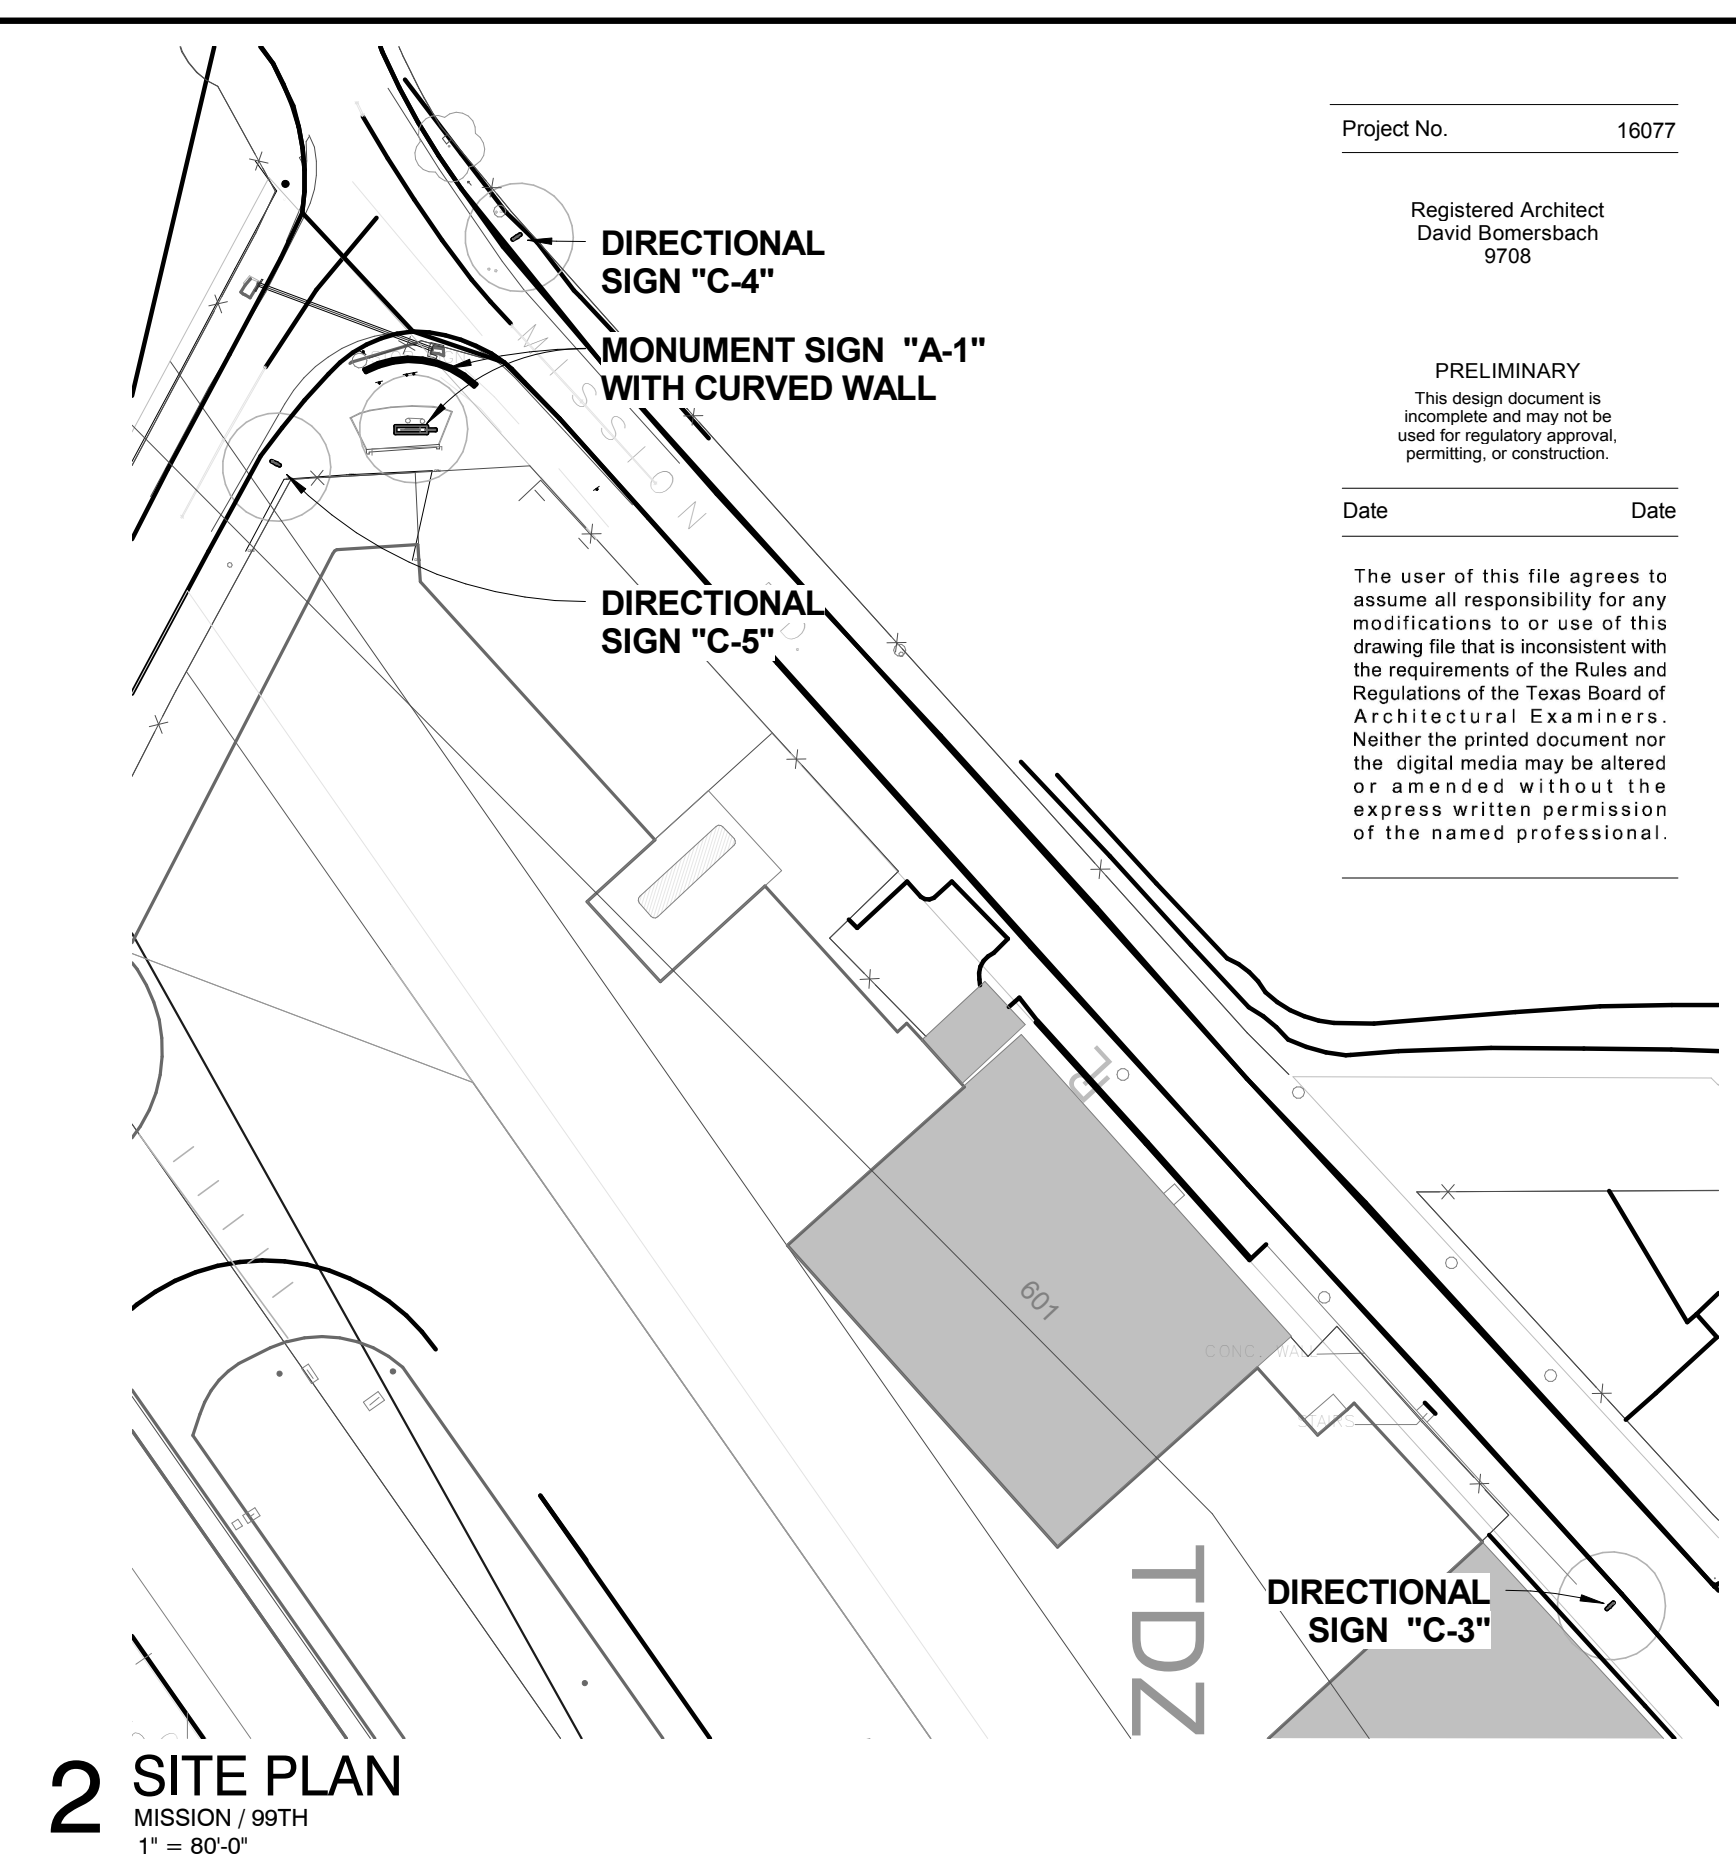 Project No. 16077
Registered Architect
David Bomersbach
9708
PRELIMINARY
This design document is
incomplete and may not be
used for regulatory approval,
permitting, or construction.
Date Date
The user of this file agrees to
assume all responsibility for any
modifications to or use of this
drawing file that is inconsistent with
the requirements of the Rules and
Regulations of the Texas Board of
Architectural Examiners.
Neither the printed document nor
the digital media may be altered
or amended without the
express written permission
of the named professional.
DIRECTIONAL
SIGN "C-4"
MONUMENT SIGN "A-1"
WITH CURVED WALL
MISSION
DIRECTIONAL
SIGN "C-5"
601
CONC. WALL
STAIRS
TDZ
DIRECTIONAL
SIGN "C-3"
2 SITE PLAN
MISSION / 99TH
1" = 80'-0"